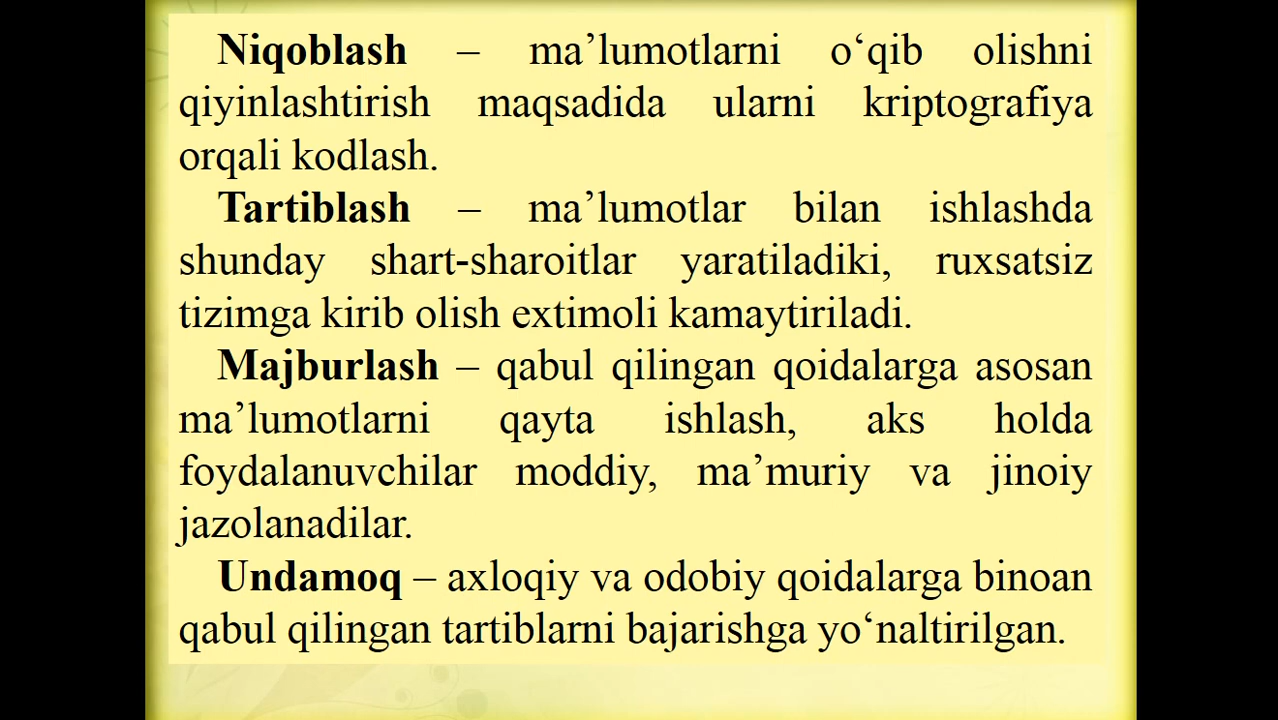 Niqoblash – ma’lumotlarni o‘qib olishni
qiyinlashtirish maqsadida ularni kriptografiya
orqali kodlash.
Tartiblash – ma’lumotlar bilan ishlashda
shunday shart-sharoitlar yaratiladiki, ruxsatsiz
tizimga kirib olish extimoli kamaytiriladi.
Majburlash – qabul qilingan qoidalarga asosan
ma’lumotlarni qayta ishlash, aks holda
foydalanuvchilar moddiy, ma’muriy va jinoiy
jazolanadilar.
Undamoq – axloqiy va odobiy qoidalarga binoan
qabul qilingan tartiblarni bajarishga yo‘naltirilgan.